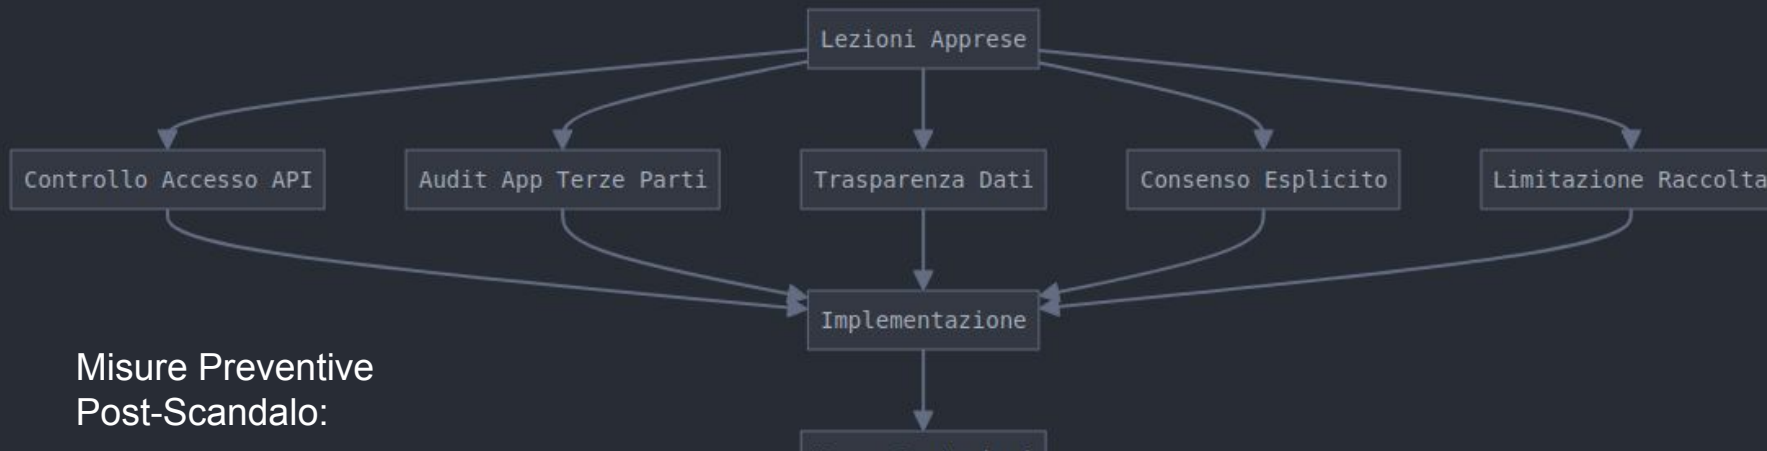 Lezioni Apprese
Controllo Accesso API
Audit App Terze Parti
Trasparenza Dati
Consenso Esplicito
Limitazione Raccolta
Implementazione
Misure Preventive
Post-Scandalo: